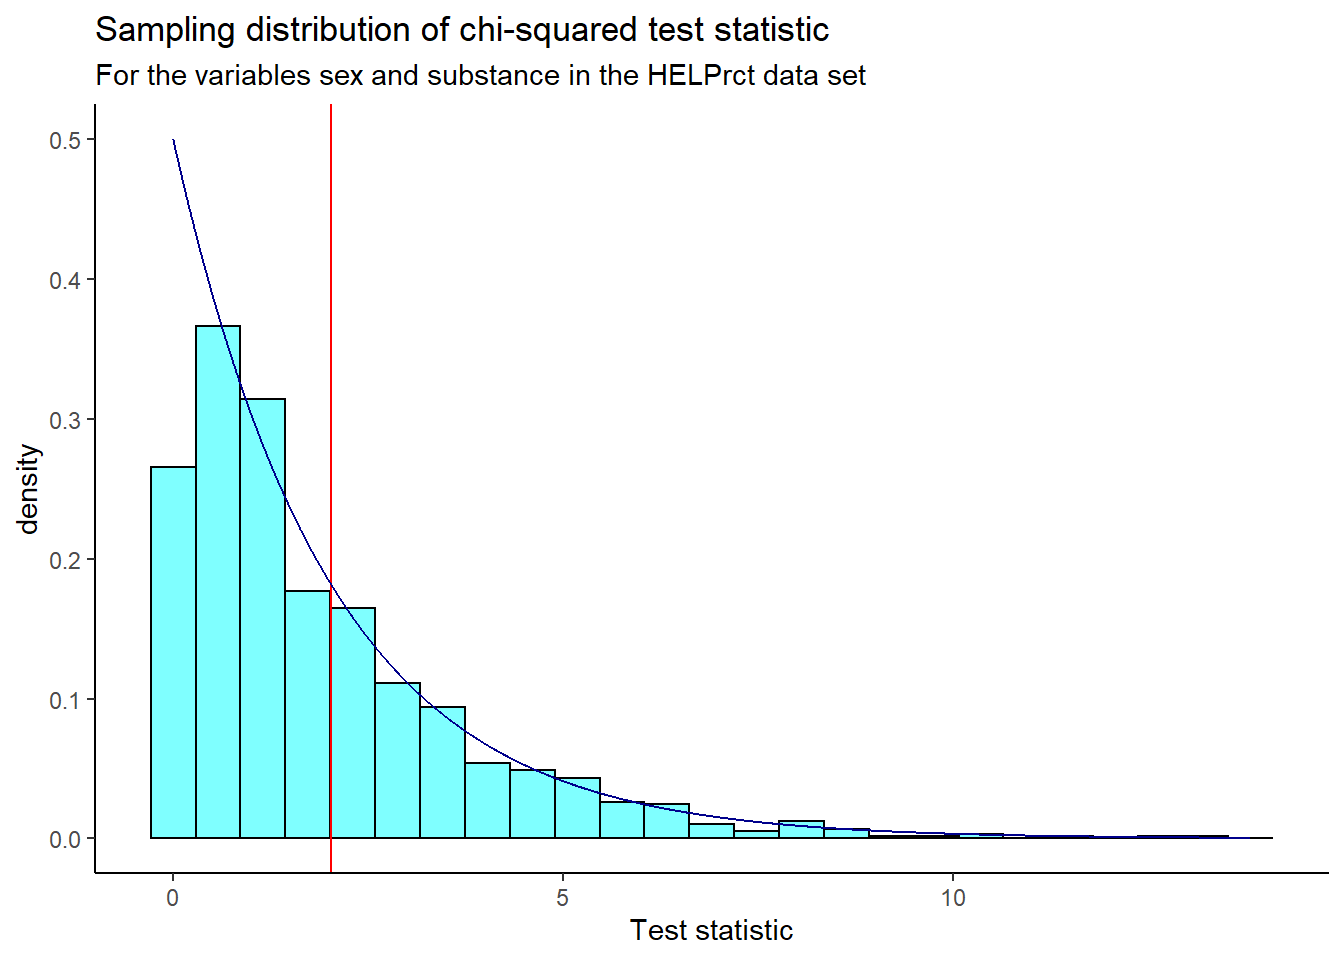 Sampling distribution of chi-squared test statistic
For the variables sex and substance in the HELPrct data set
0.5
0.4
0.3
0.2
0.1
0.0
density
0
5
10
Test statistic